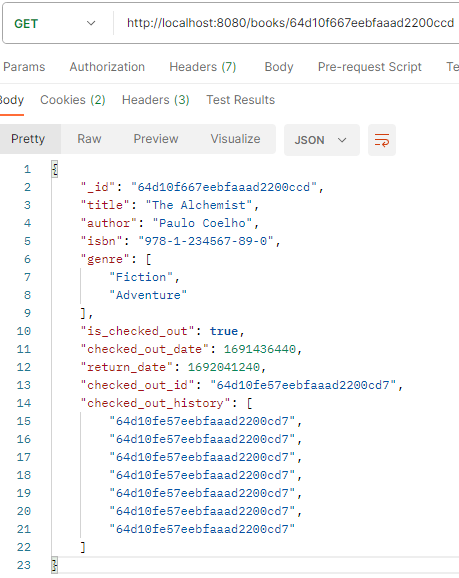 GET http://localhost:8080/books/64d10f667eebfaaad2200ccd
Params Authorization Headers (7) Body Pre-request Script Te
Body Cookies (2) Headers (3) Test Results
Pretty Raw Preview Visualize JSON
1 {
2 "_id": "64d10f667eebfaaad2200ccd",
3 "title": "The Alchemist",
4 "author": "Paulo Coelho",
5 "isbn": "978-1-234567-89-0",
6 "genre": [
7 "Fiction",
8 "Adventure"
9 ],
10 "is_checked_out": true,
11 "checked_out_date": 1691436440,
12 "return_date": 1692041240,
13 "checked_out_id": "64d10fe57eebfaaad2200cd7",
14 "checked_out_history": [
15 "64d10fe57eebfaaad2200cd7",
16 "64d10fe57eebfaaad2200cd7",
17 "64d10fe57eebfaaad2200cd7",
18 "64d10fe57eebfaaad2200cd7",
19 "64d10fe57eebfaaad2200cd7",
20 "64d10fe57eebfaaad2200cd7",
21 "64d10fe57eebfaaad2200cd7"
22 ]
23 }